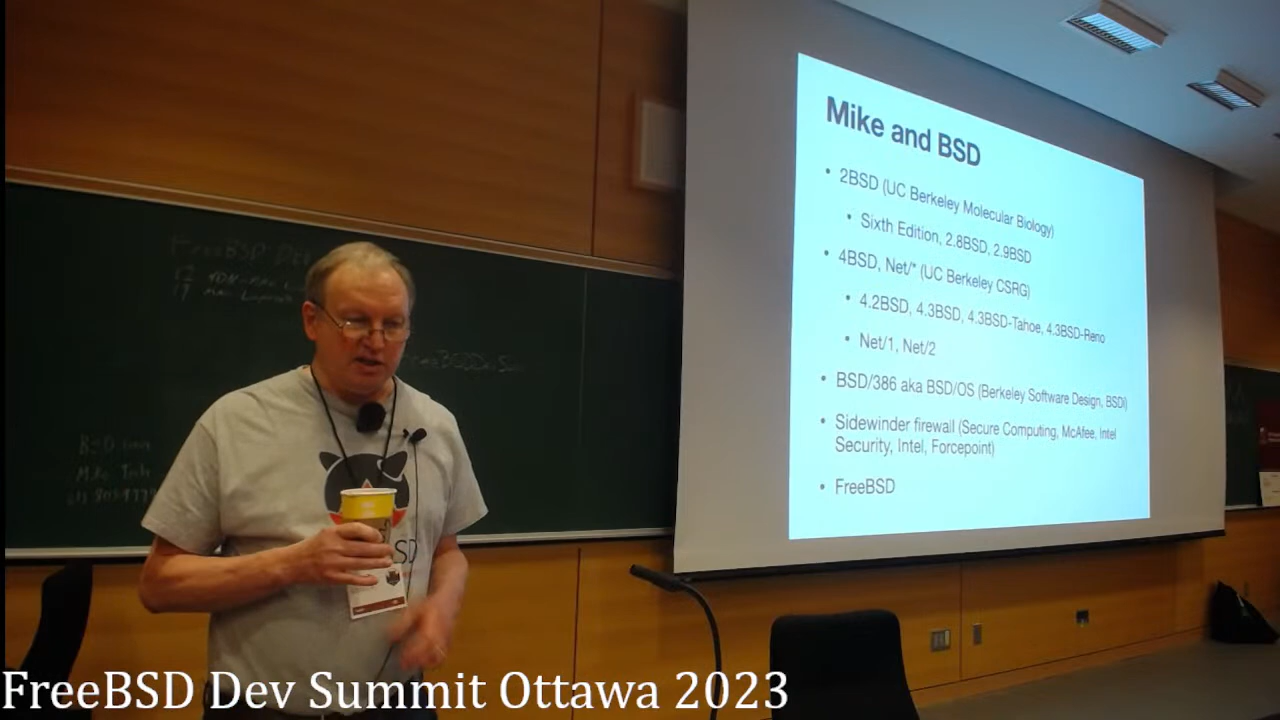 Mike and BSD
• 2BSD (UC Berkeley Molecular Biology)
• Sixth Edition, 2.8BSD, 2.9BSD
• 4BSD, Net/* (UC Berkeley CSRG)
• 4.2BSD, 4.3BSD, 4.3BSD-Tahoe, 4.3BSD-Reno
• Net/1, Net/2
• BSD/386 aka BSD/OS (Berkeley Software Design, BSDI)
• Sidewinder firewall (Secure Computing, McAfee, Intel
Security, Intel, Forcepoint)
• FreeBSD
FreeBSD Dev
SD
FreeBSD Dev Summit Ottawa 2023